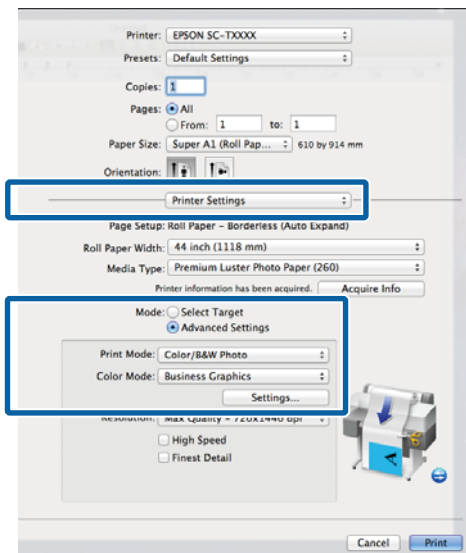 Printer: EPSON SC-TXXXX
Presets: Default Settings
Copies: 1
Pages: All
From: 1 to: 1
Paper Size: Super A1 (Roll Pap... 610 by 914 mm
Orientation:
Printer Settings
Page Setup: Roll Paper – Borderless (Auto Expand)
Roll Paper Width: 44 inch (1118 mm)
Media Type: Premium Luster Photo Paper (260)
Printer information has been acquired. Acquire Info
Mode: Select Target
Advanced Settings
Print Mode: Color/B&W Photo
Color Mode: Business Graphics
Settings...
Resolution: Max Quality – 720x1440 dpi
High Speed
Finest Detail
A
Cancel Print